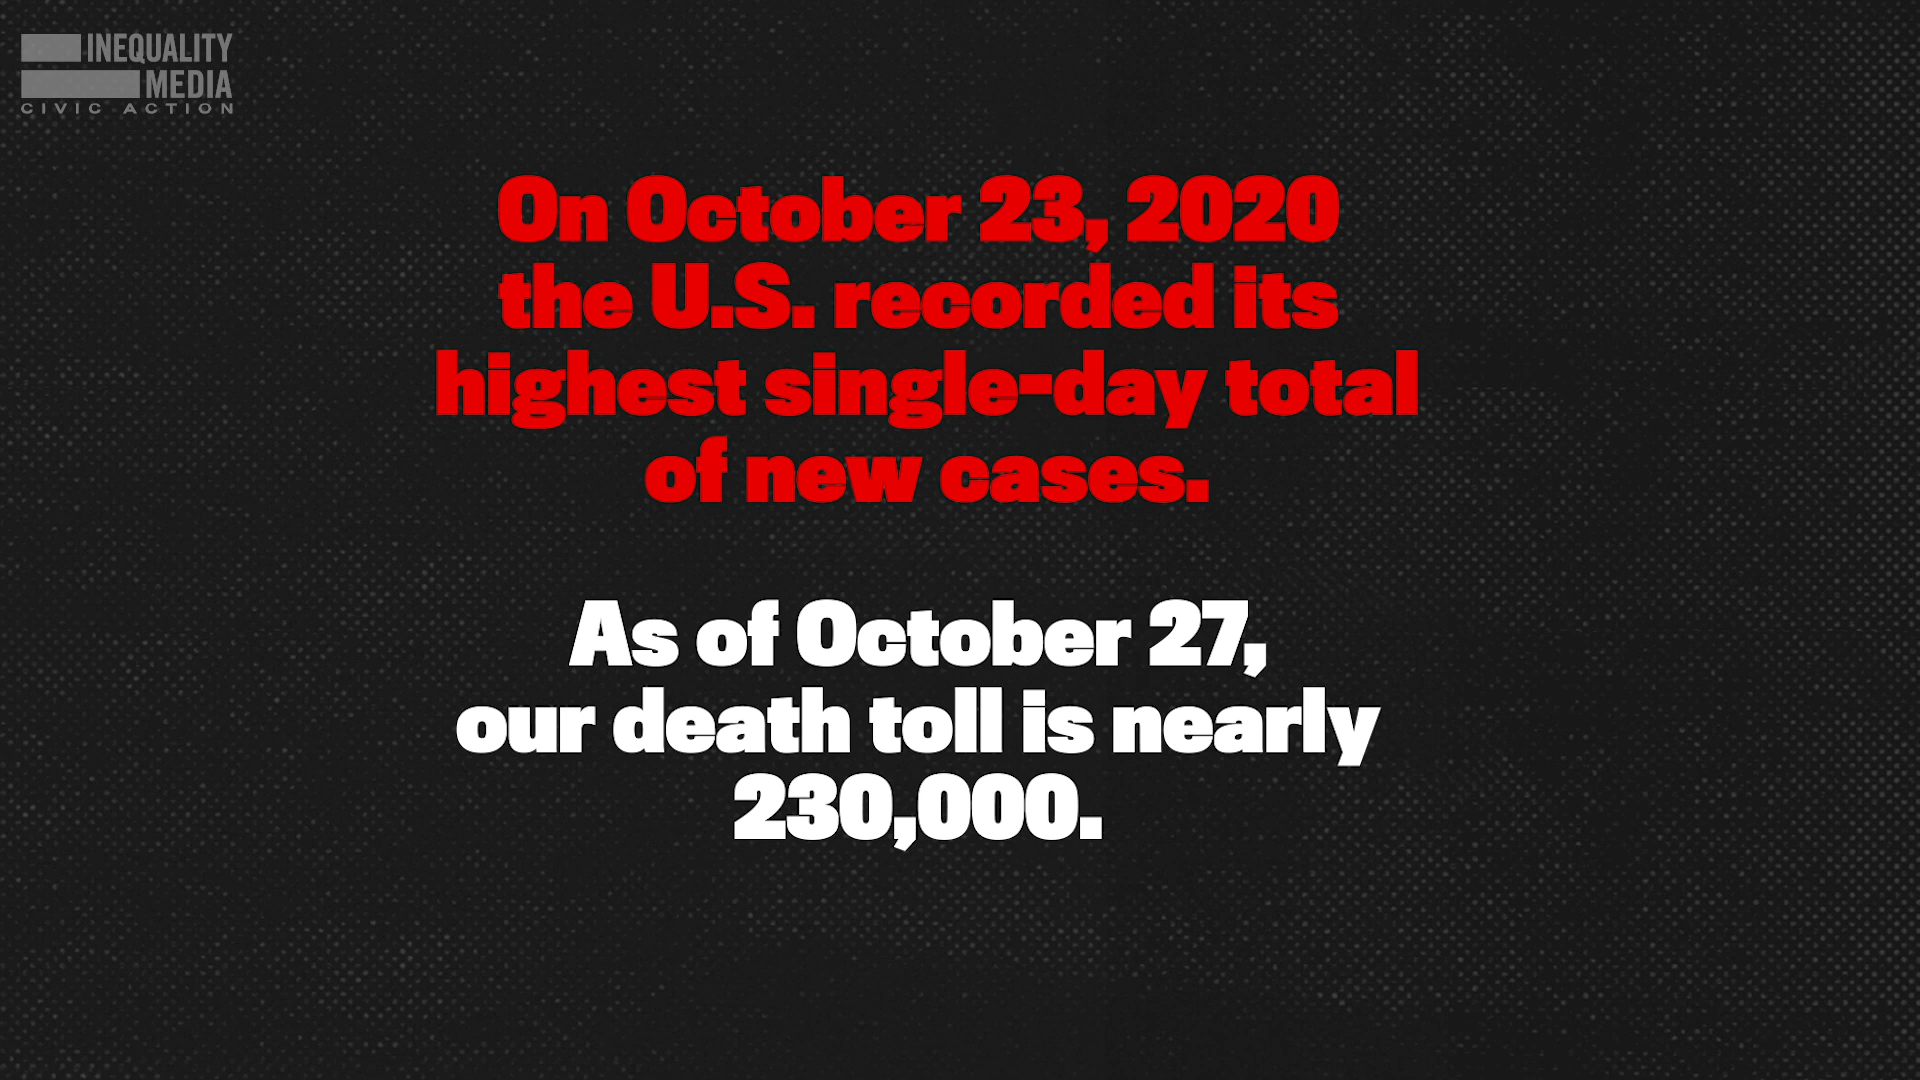 INEQUALITY
MEDIA
CIVIC ACTION
On October 23, 2020
the U.S. recorded its
highest single-day total
of new cases.
As of October 27,
our death toll is nearly
230,000.